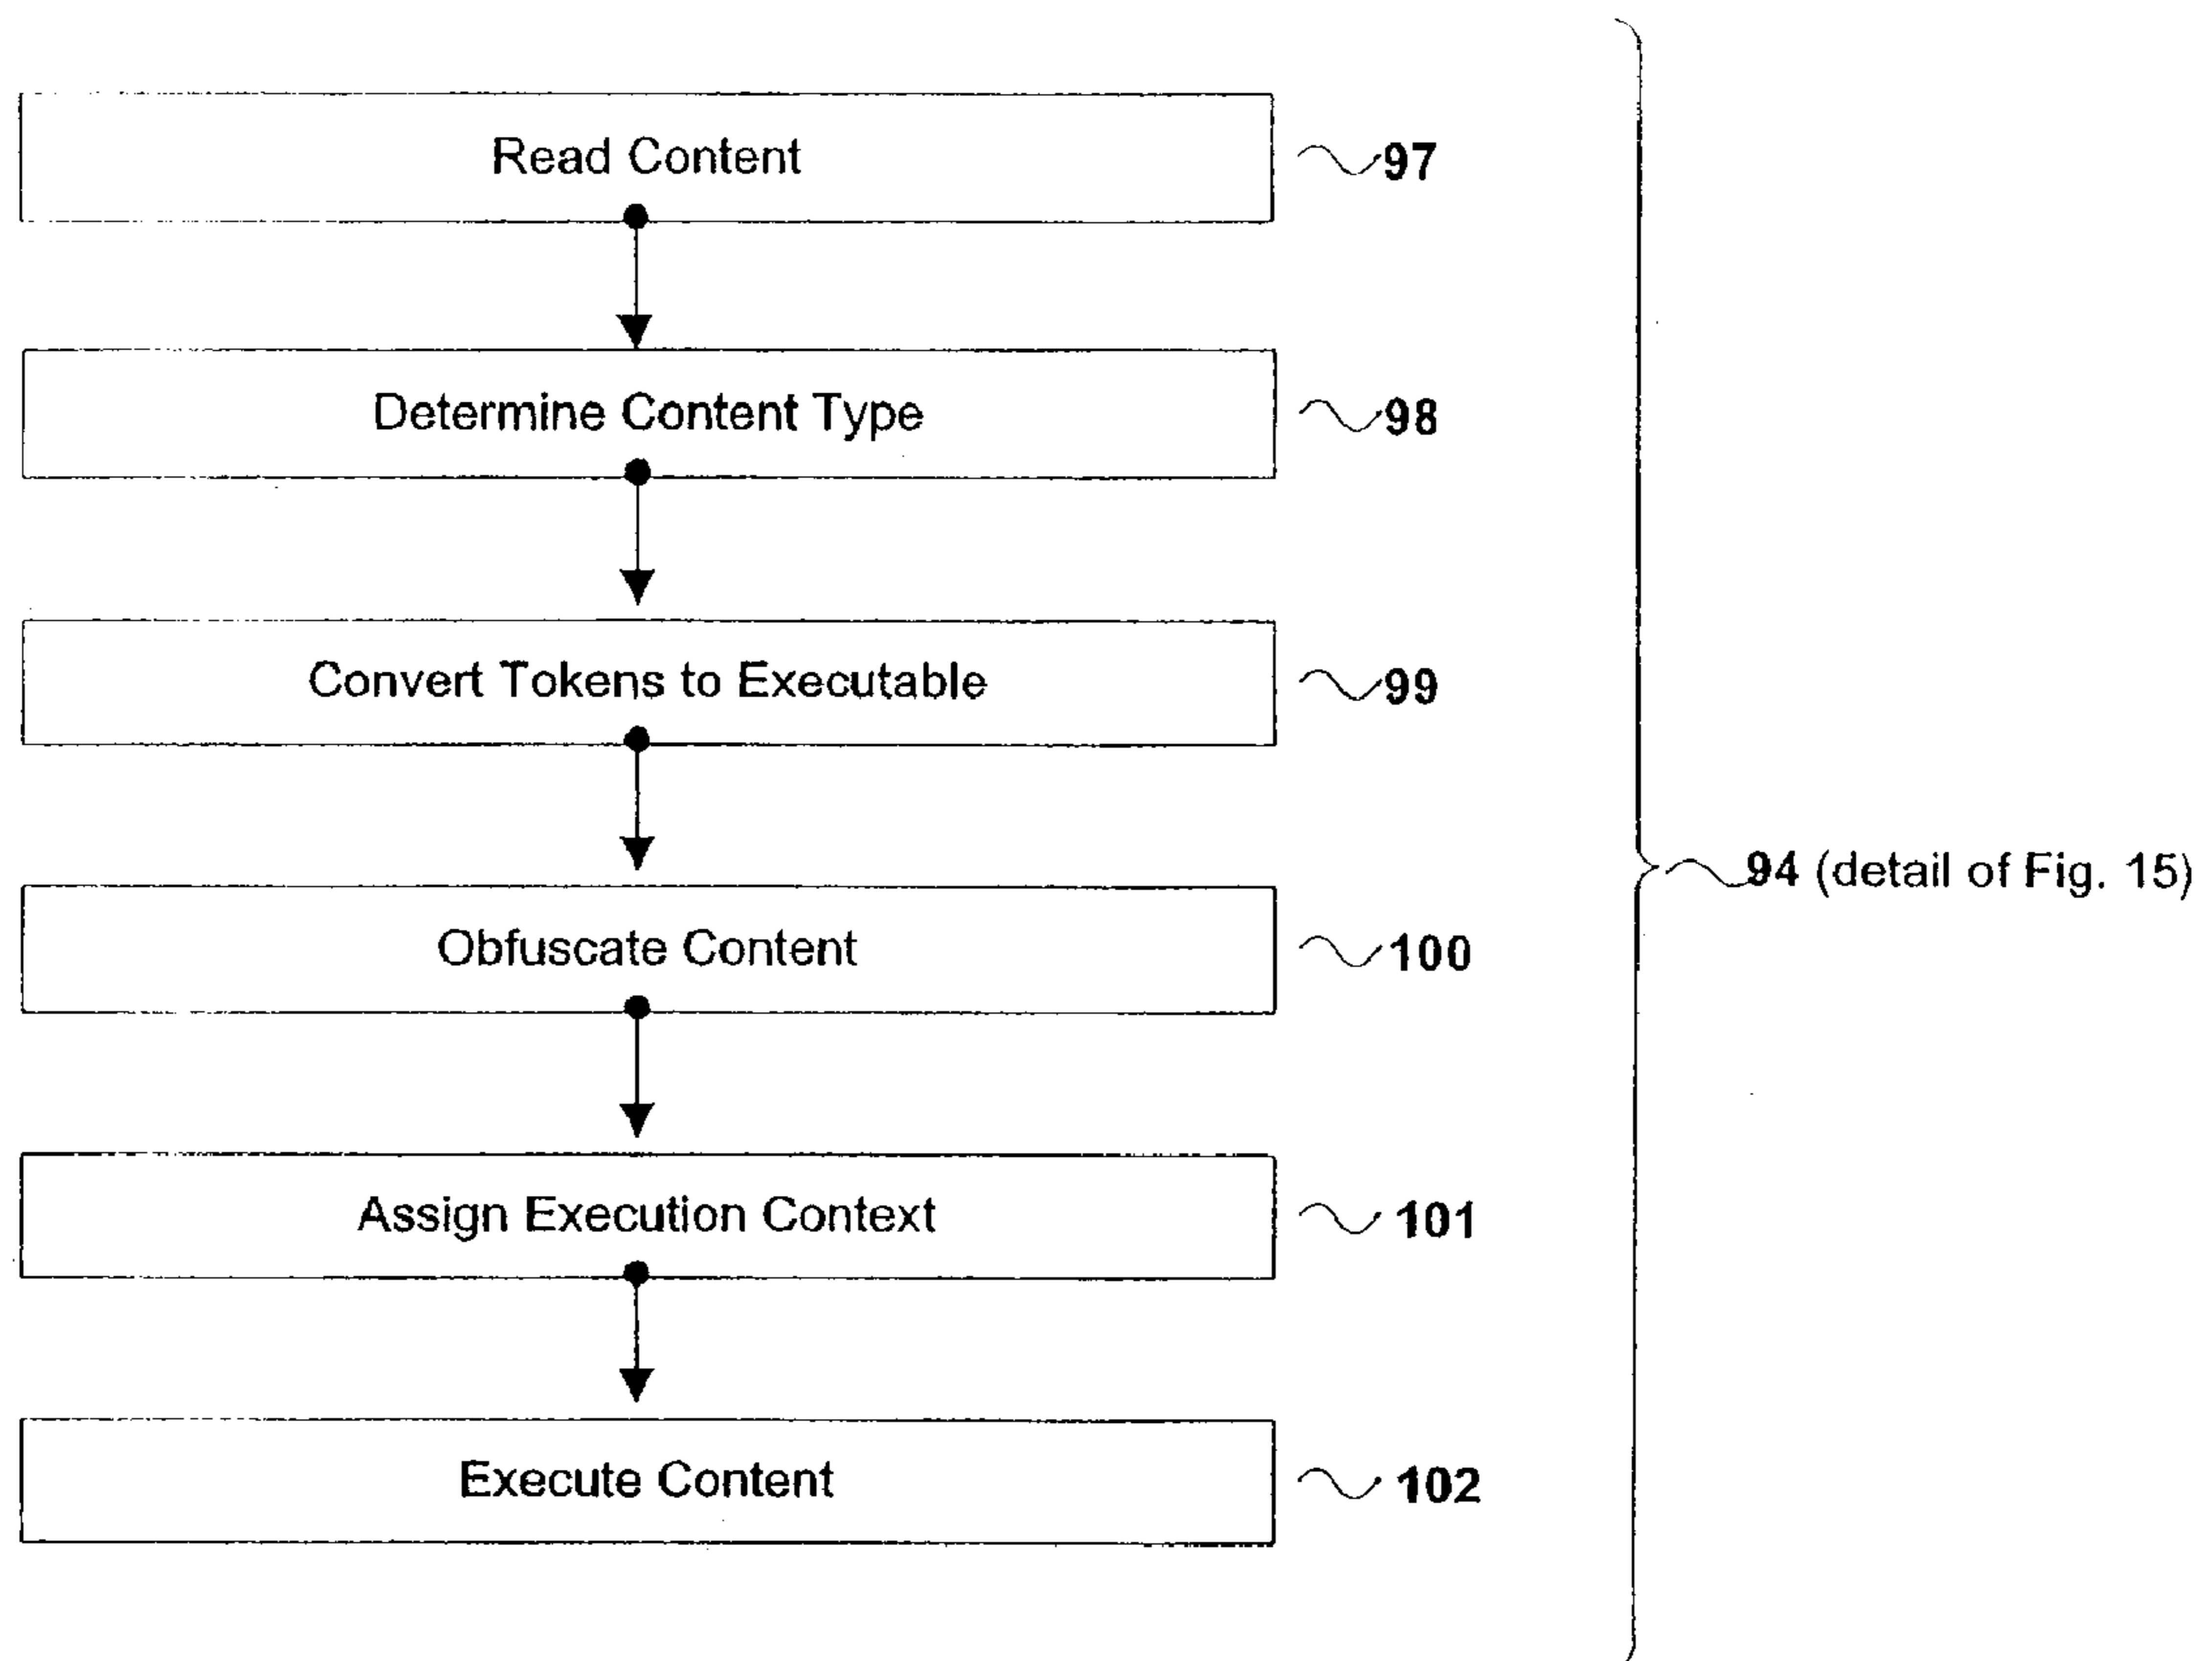 Read Content 97
Determine Content Type 98
Convert Tokens to Executable 99
94 (detail of Fig. 15)
Obfuscate Content 100
Assign Execution Context 101
Execute Content 102